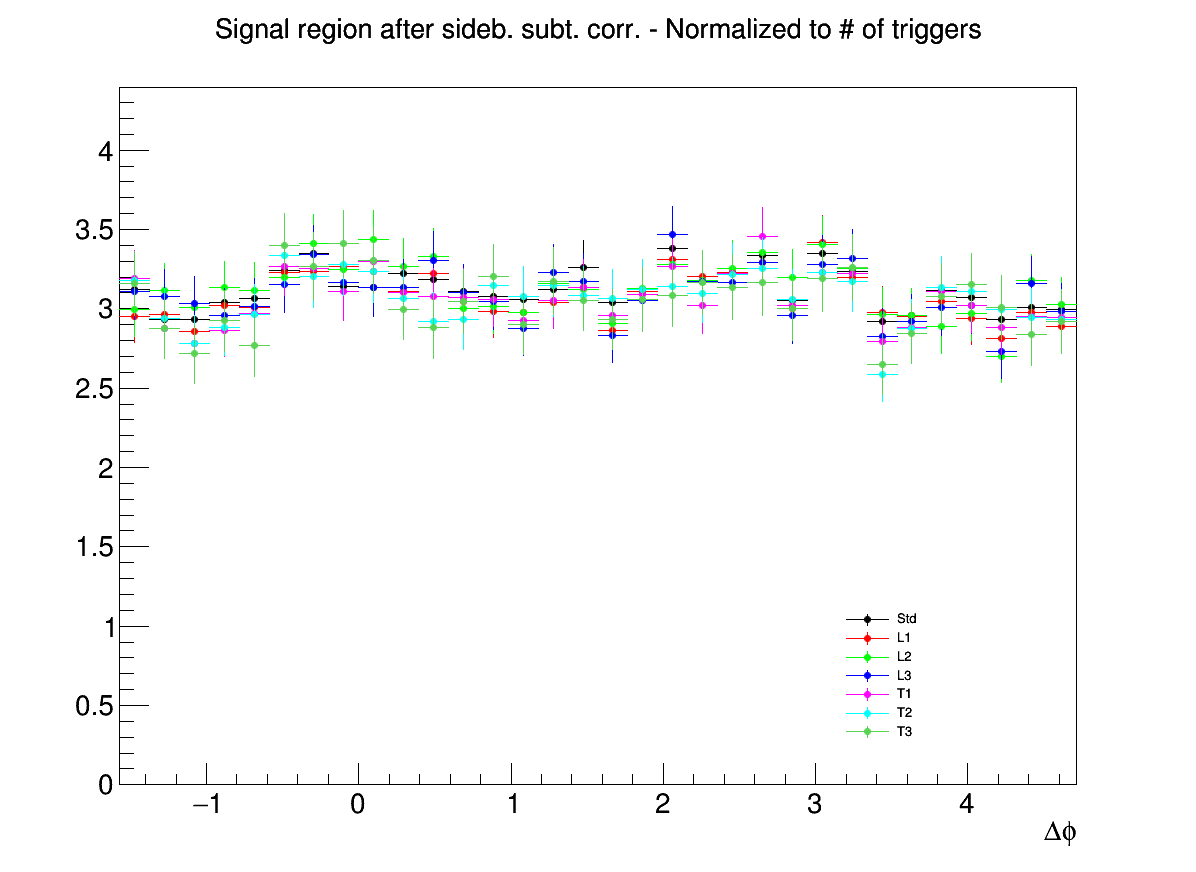 Signal region after sideb. subt. corr. - Normalized to # of triggers
4
3.5
3
2.5
2
1.5
1
0.5
0
Std
L1
L2
L3
T1
T2
T3
−1 0 1 2 3 4
Δϕ